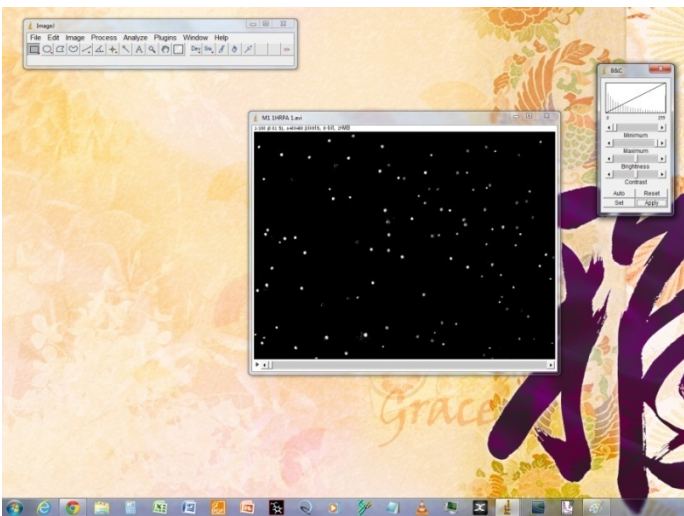 ImageJ
File Edit Image Process Analyze Plugins Window Help
B&C
M1 1HRPA 1.avi
0 255
Minimum
Maximum
Brightness
Contrast
Auto Reset
Set Apply
Grace